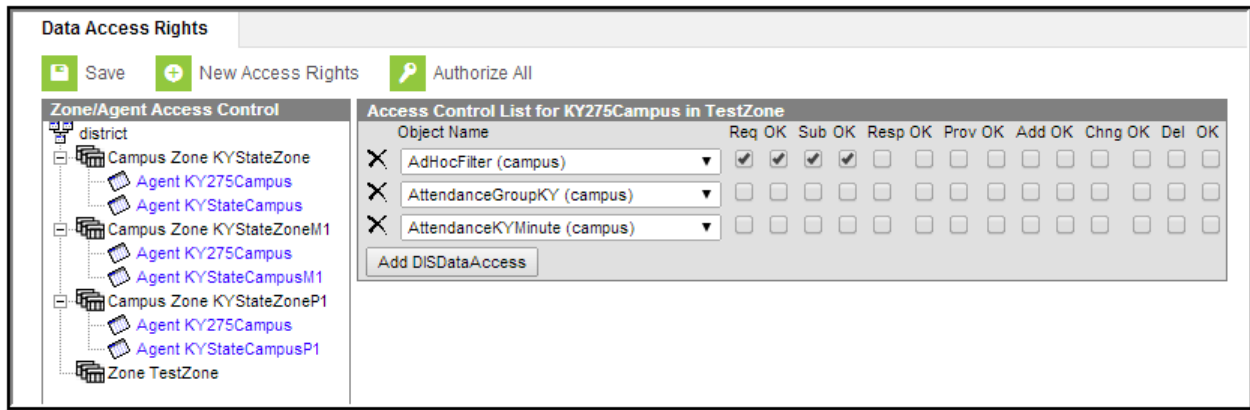 Data Access Rights
Save New Access Rights Authorize All
Zone/Agent Access Control
district
Campus Zone KYStateZone
Agent KY275Campus
Agent KYStateCampus
Campus Zone KYStateZoneM1
Agent KY275Campus
Agent KYStateCampusM1
Campus Zone KYStateZoneP1
Agent KY275Campus
Agent KYStateCampusP1
Zone TestZone
Access Control List for KY275Campus in TestZone
Object Name Req OK Sub OK Resp OK Prov OK Add OK Chng OK Del OK
AdHocFilter (campus)
AttendanceGroupKY (campus)
AttendanceKYMinute (campus)
Add DISDataAccess